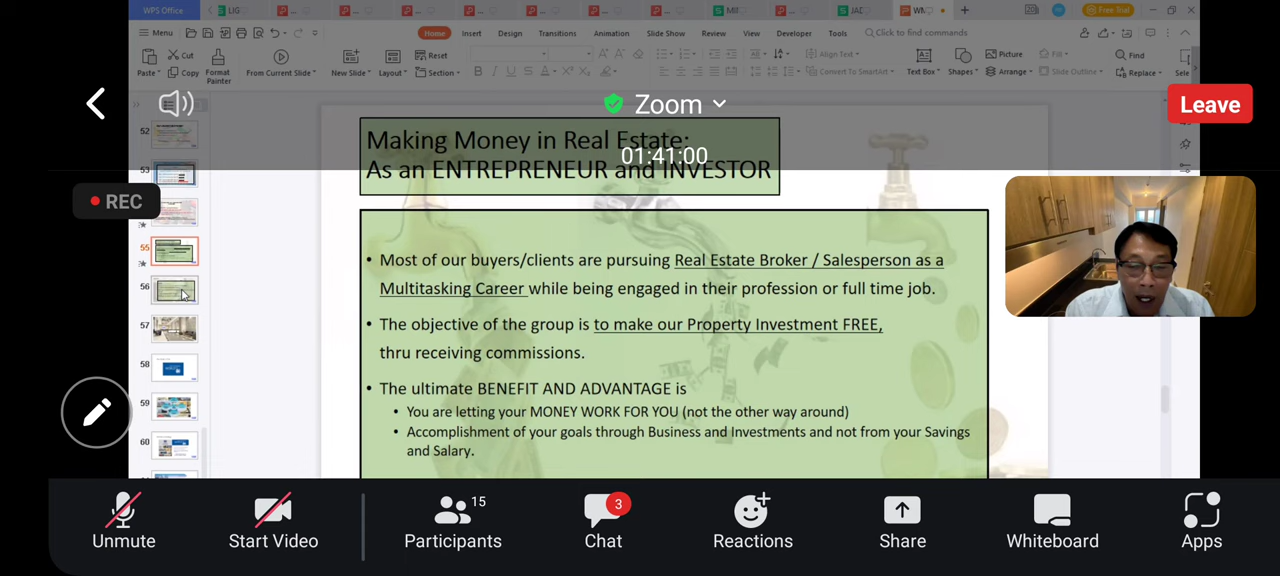 WPS Office
LIG
MII
JAD
WM
Free Trial
Menu
Home
Insert
Design
Transitions
Animation
Slide Show
Review
View
Developer
Tools
Click to find commands
Paste
Cut
Copy
Format
Painter
From Current Slide
New Slide
Layout
Reset
Section
Align Text
Convert to SmartArt
Text Box
Shapes
Picture
Arrange
Fill
Slide Outline
Find
Replace
Sele
Zoom
Leave
01:41:00
REC
52
53
55
56
57
58
59
60
Making Money in Real Estate:
As an ENTREPRENEUR and INVESTOR
• Most of our buyers/clients are pursuing Real Estate Broker / Salesperson as a
Multitasking Career while being engaged in their profession or full time job.
• The objective of the group is to make our Property Investment FREE,
thru receiving commissions.
• The ultimate BENEFIT AND ADVANTAGE is
• You are letting your MONEY WORK FOR YOU (not the other way around)
• Accomplishment of your goals through Business and Investments and not from your Savings
and Salary.
Unmute
Start Video
15
Participants
3
Chat
Reactions
Share
Whiteboard
Apps